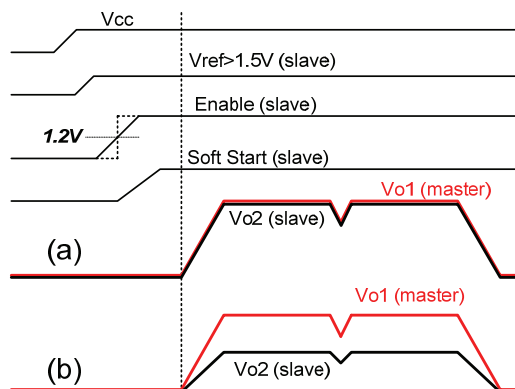 Vcc
Vref>1.5V (slave)
Enable (slave)
1.2V
Soft Start (slave)
Vo1 (master)
Vo2 (slave)
(a)
Vo1 (master)
Vo2 (slave)
(b)